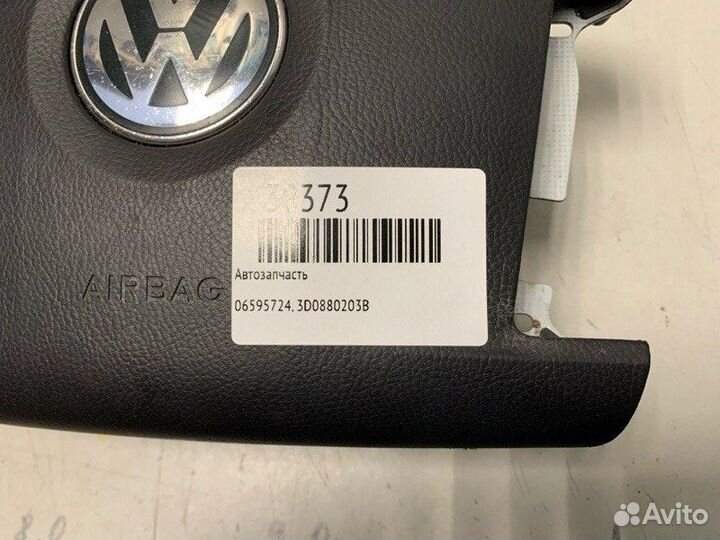 373
Автозапчасть
AIRBAG
06595724, 3D0880203B
Avito